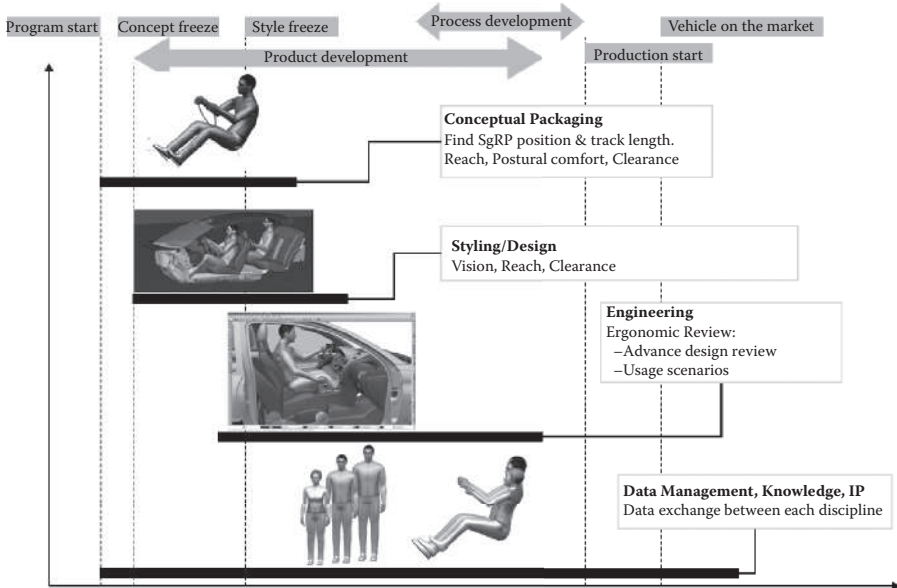 Process development
Vehicle on the market
Program start
Concept freeze
Style freeze
Product development
Production start
Conceptual Packaging
Find SgRP position & track length.
Reach, Postural comfort, Clearance
Styling/Design
Vision, Reach, Clearance
Engineering
Ergonomic Review:
–Advance design review
–Usage scenarios
Data Management, Knowledge, IP
Data exchange between each discipline